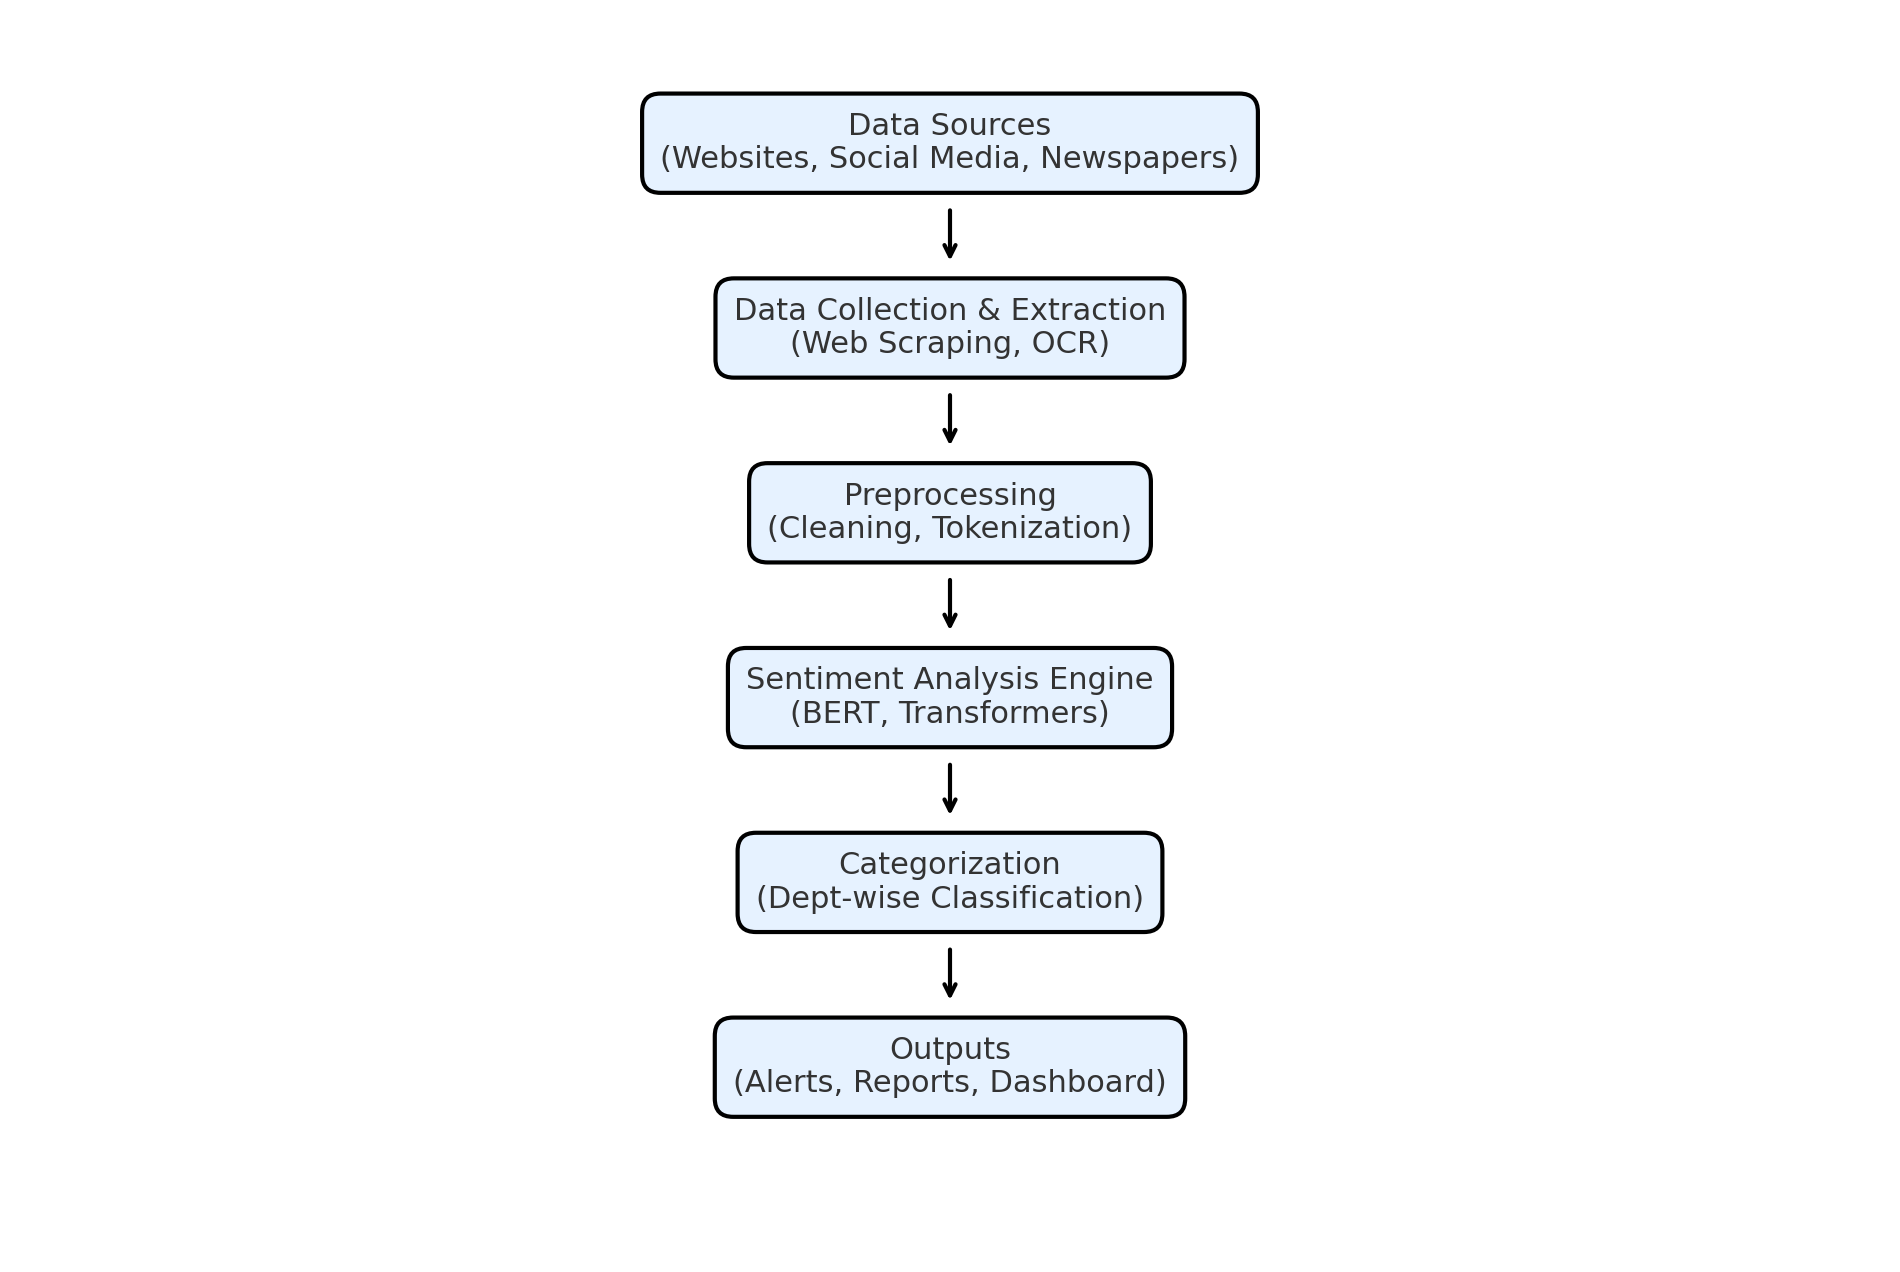 Data Sources
(Websites, Social Media, Newspapers)
Data Collection & Extraction
(Web Scraping, OCR)
Preprocessing
(Cleaning, Tokenization)
Sentiment Analysis Engine
(BERT, Transformers)
Categorization
(Dept-wise Classification)
Outputs
(Alerts, Reports, Dashboard)